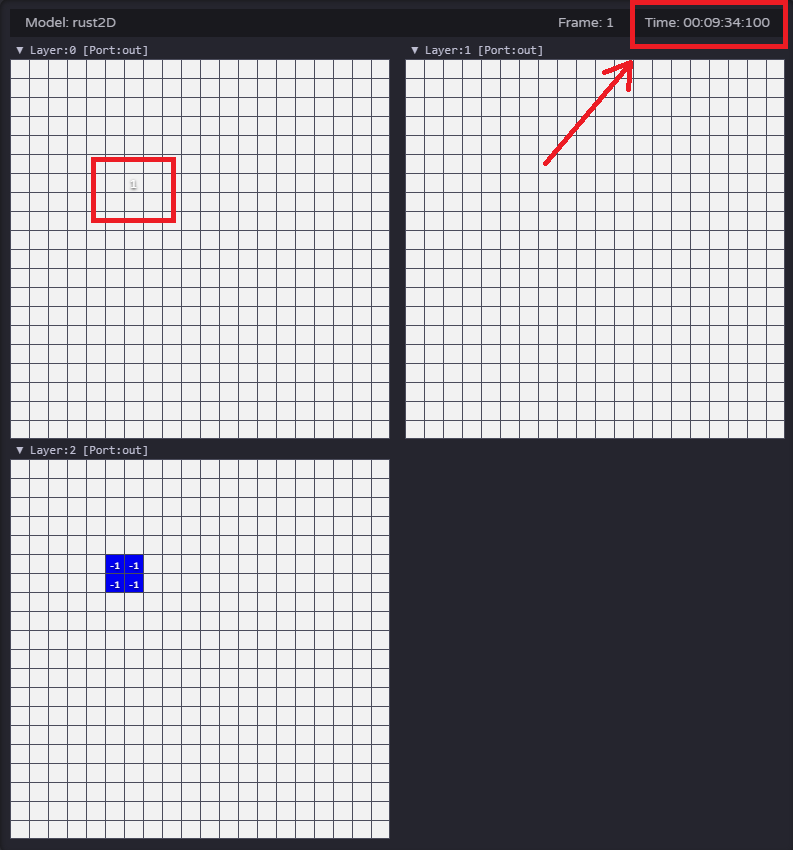 Model: rust2D Frame: 1 Time: 00:09:34:100
▼ Layer:0 [Port:out] ▼ Layer:1 [Port:out]
1
▼ Layer:2 [Port:out]
-1 -1
-1 -1